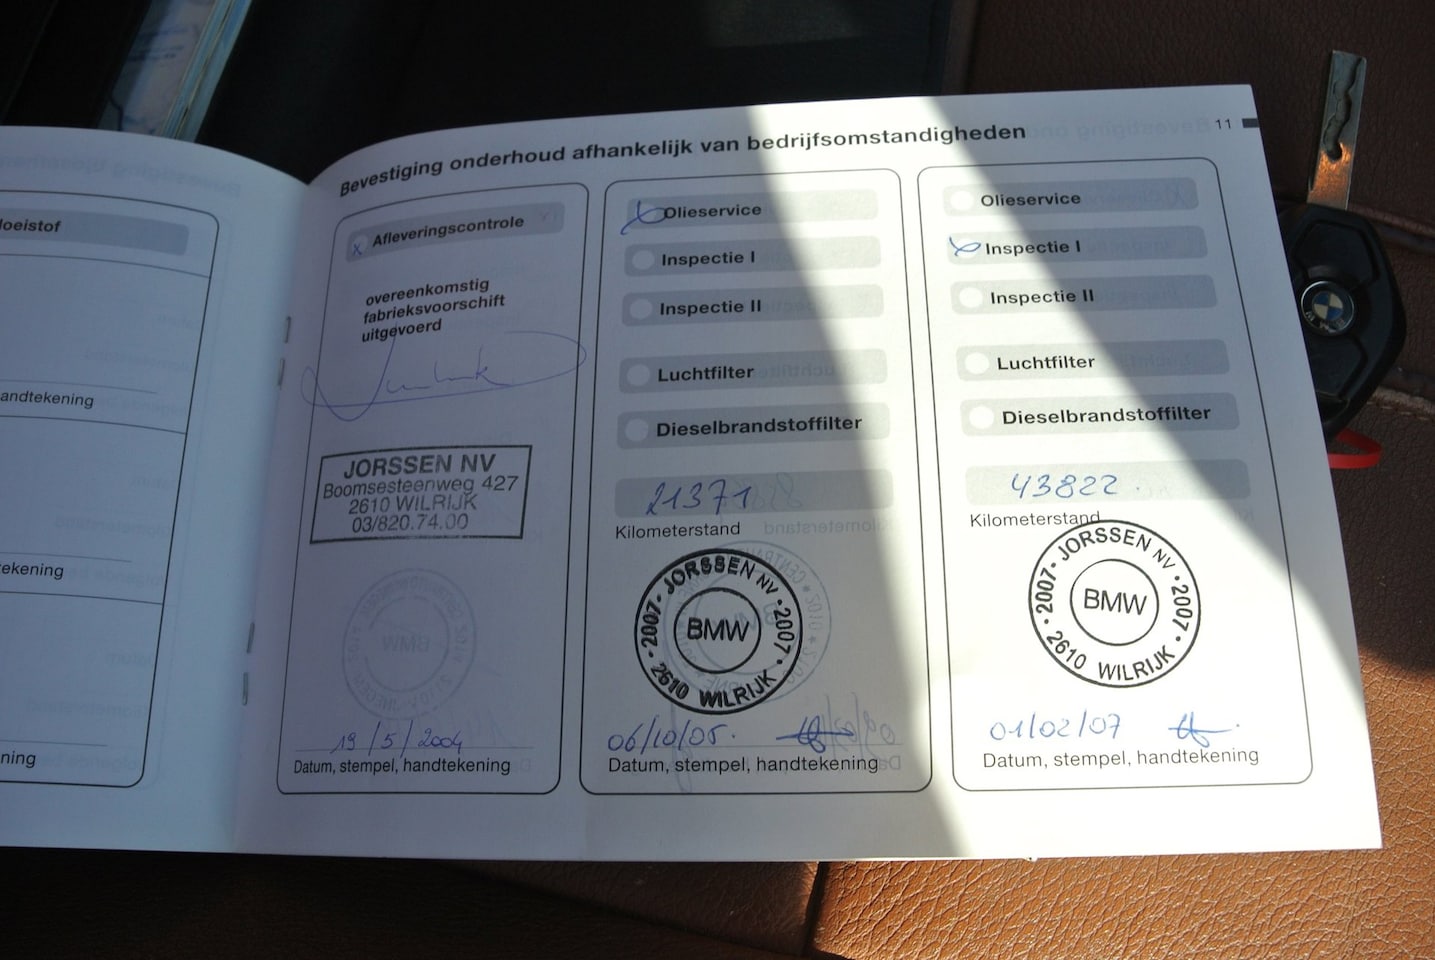 loeistof
andtekening
tekening
ning
Bevestiging onderhoud afhankelijk van bedrijfsomstandigheden
11
x Afleveringscontrole
overeenkomstig
fabrieksvoorschift
uitgevoerd
JORSSEN NV
Boomsesteenweg 427
2610 WILRIJK
03/820.74.00
19/5/2004
Datum, stempel, handtekening
Olieservice
Inspectie I
Inspectie II
Luchtfilter
Dieselbrandstoffilter
21371
Kilometerstand
2007 • JORSSEN NV • 2007 • 2610 WILRIJK •
BMW
06/10/05.
Datum, stempel, handtekening
Olieservice
Inspectie I
Inspectie II
Luchtfilter
Dieselbrandstoffilter
43822
Kilometerstand
2007 • JORSSEN NV • 2007 • 2610 WILRIJK •
BMW
01/02/07
Datum, stempel, handtekening
BMW